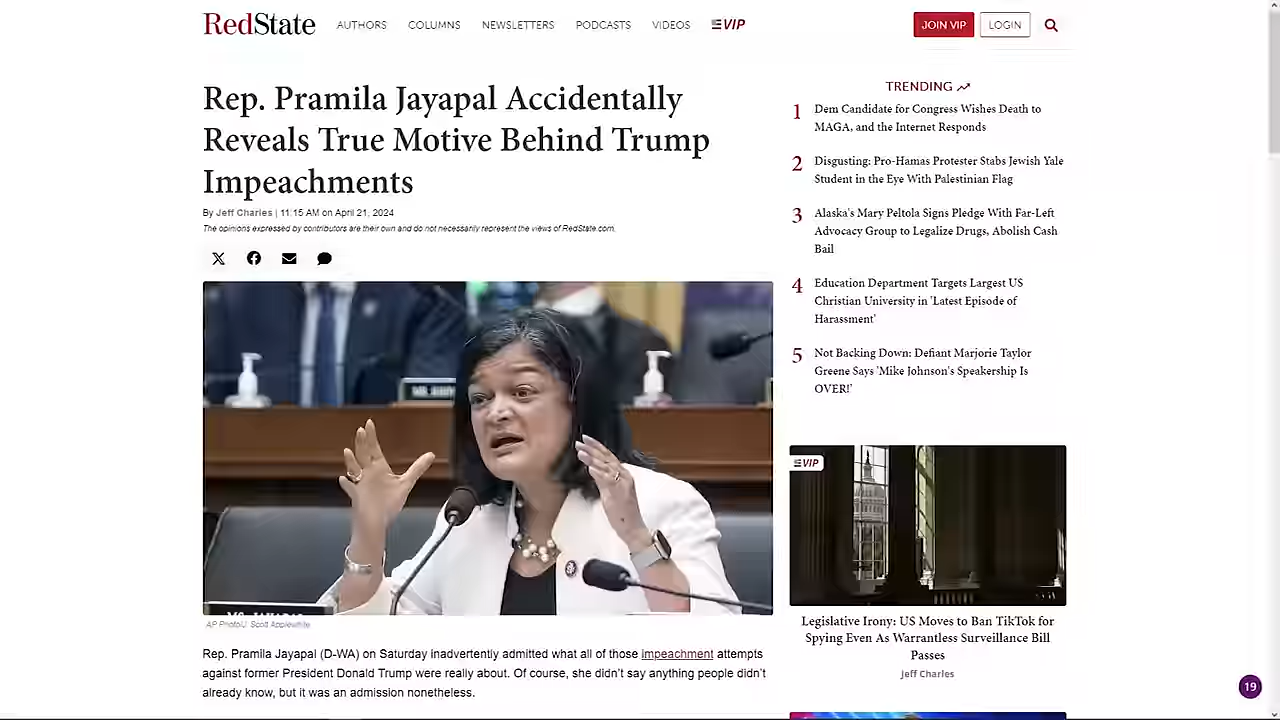 RedState
AUTHORS
COLUMNS
NEWSLETTERS
PODCASTS
VIDEOS
VIP
JOIN VIP
LOGIN
Rep. Pramila Jayapal Accidentally
Reveals True Motive Behind Trump
Impeachments
By Jeff Charles | 11:15 AM on April 21, 2024
The opinions expressed by contributors are their own and do not necessarily represent the views of RedState.com.
AP Photo/J. Scott Applewhite
Rep. Pramila Jayapal (D-WA) on Saturday inadvertently admitted what all of those impeachment attempts
against former President Donald Trump were really about. Of course, she didn't say anything people didn't
already know, but it was an admission nonetheless.
TRENDING
1 Dem Candidate for Congress Wishes Death to
MAGA, and the Internet Responds
2 Disgusting: Pro-Hamas Protester Stabs Jewish Yale
Student in the Eye With Palestinian Flag
3 Alaska's Mary Peltola Signs Pledge With Far-Left
Advocacy Group to Legalize Drugs, Abolish Cash
Bail
4 Education Department Targets Largest US
Christian University in 'Latest Episode of
Harassment'
5 Not Backing Down: Defiant Marjorie Taylor
Greene Says 'Mike Johnson's Speakership Is
OVER!'
VIP
Legislative Irony: US Moves to Ban TikTok for
Spying Even As Warrantless Surveillance Bill
Passes
Jeff Charles
19